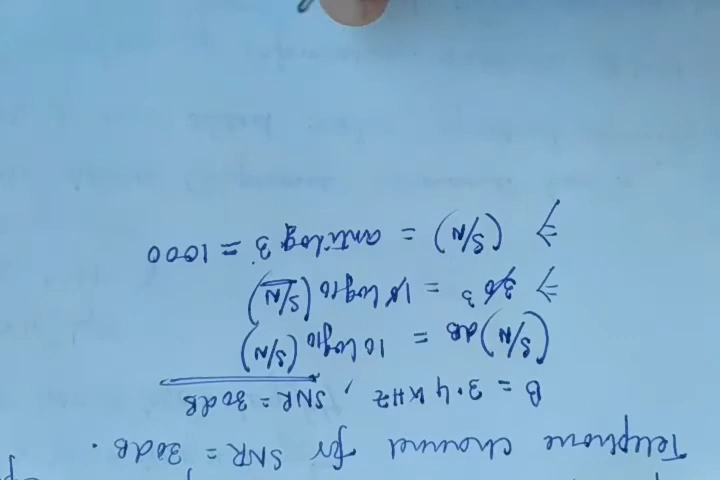 Telephone channel for SNR = 30dB.
B = 3.4 KHz, SNR = 30dB
(S/N)dB = 10 log10 (S/N)
⇒ 30 3 = 10 log10 (S/N)
⇒ (S/N) = antilog 3 = 1000